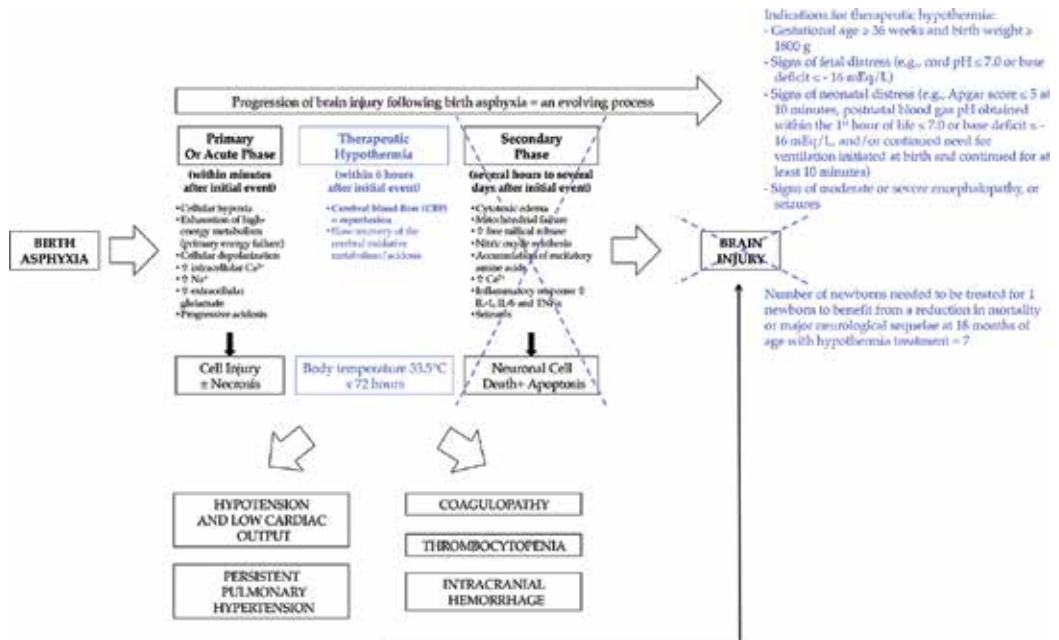 Indications for therapeutic hypothermia:
- Gestational age ≥ 36 weeks and birth weight ≥
1800 g
- Signs of fetal distress (e.g., cord pH ≤ 7.0 or base
deficit ≤ - 16 mEq/L)
- Signs of neonatal distress (e.g., Apgar score ≤ 5 at
10 minutes, postnatal blood gas pH obtained
within the 1st hour of life ≤ 7.0 or base deficit ≤ -
16 mEq/L, and/or continued need for
ventilation initiated at birth and continued for at
least 10 minutes)
- Signs of moderate or severe encephalopathy, or
seizures
Progression of brain injury following birth asphyxia = an evolving process
BIRTH
ASPHYXIA
Primary
Or Acute Phase
(within minutes
after initial event)
• Cellular hypoxia
• Exhaustion of high-
energy metabolism
(primary energy failure)
• Cellular depolarization
• ⇧ intracellular Ca²⁺
• ⇧ Na⁺
• ⇧ extracellular
glutamate
• Progressive acidosis
Cell Injury
± Necrosis
Therapeutic
Hypothermia
(within 6 hours
after initial event)
• Cerebral blood flow (CBF)
= reperfusion
• Slow recovery of the
cerebral oxidative
metabolism/acidosis
Body temperature 33.5°C
x 72 hours
Secondary
Phase
(several hours to several
days after initial event)
• Cytotoxic edema
• Mitochondrial failure
• ⇧ free radical release
• Nitric oxyde synthesis
• Accumulation of excitatory
amine acids
• ⇧ Ca²⁺
• Inflammatory response ⇧
IL-1, IL-6 and TNF-α
• Seizures
Neuronal Cell
Death+ Apoptosis
BRAIN
INJURY
Number of newborns needed to be treated for 1
newborn to benefit from a reduction in mortality
or major neurological sequelae at 18 months of
age with hypothermia treatment = 7
HYPOTENSION
AND LOW CARDIAC
OUTPUT
PERSISTENT
PULMONARY
HYPERTENSION
COAGULOPATHY
THROMBOCYTOPENIA
INTRACRANIAL
HEMORRHAGE